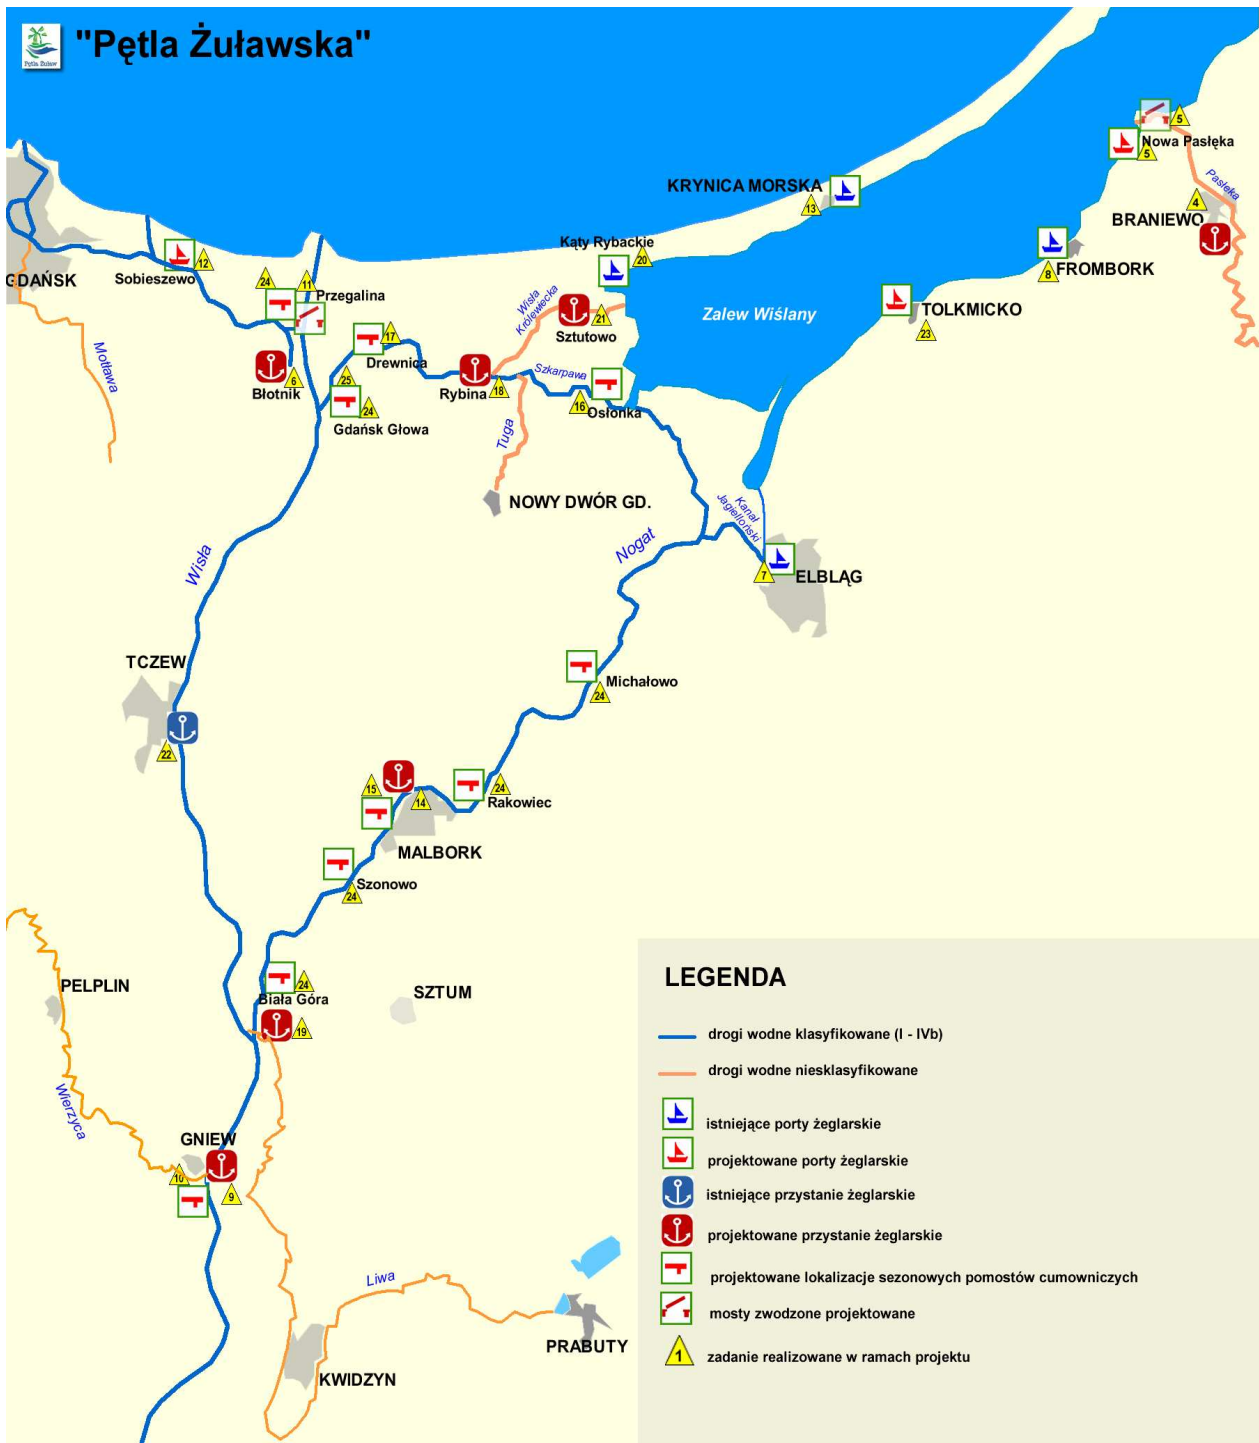 Pętla Żuław
"Pętla Żuławska"
5
Nowa Pasłęka
5
Pasłęka
KRYNICA MORSKA
13
4
BRANIEWO
Kąty Rybackie
20
FROMBORK
8
12
Sobieszewo
GDAŃSK
24
11
Przegalina
Wisła
Królewiecka
21
Sztutowo
Zalew Wiślany
TOLKMICKO
23
Motława
17
Drewnica
6
Błotnik
25
24
Gdańsk Głowa
Rybina
18
Szkarpawa
16
Osłonka
Tuga
NOWY DWÓR GD.
Kanał
Jagielloński
Nogat
7
ELBLĄG
Wisła
TCZEW
22
Michałowo
24
15
14
24
Rakowiec
MALBORK
Szonowo
24
PELPLIN
24
Biała Góra
SZTUM
19
Wierzyca
GNIEW
10
9
Liwa
PRABUTY
KWIDZYN
LEGENDA
drogi wodne klasyfikowane (I - IVb)
drogi wodne niesklasyfikowane
istniejące porty żeglarskie
projektowane porty żeglarskie
istniejące przystanie żeglarskie
projektowane przystanie żeglarskie
projektowane lokalizacje sezonowych pomostów cumowniczych
mosty zwodzone projektowane
1
zadanie realizowane w ramach projektu